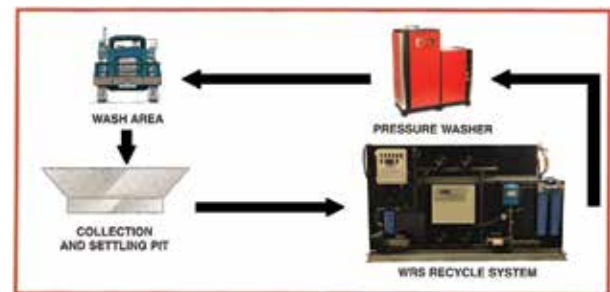 WASH AREA
PRESSURE WASHER
COLLECTION
AND SETTLING PIT
WRS RECYCLE SYSTEM